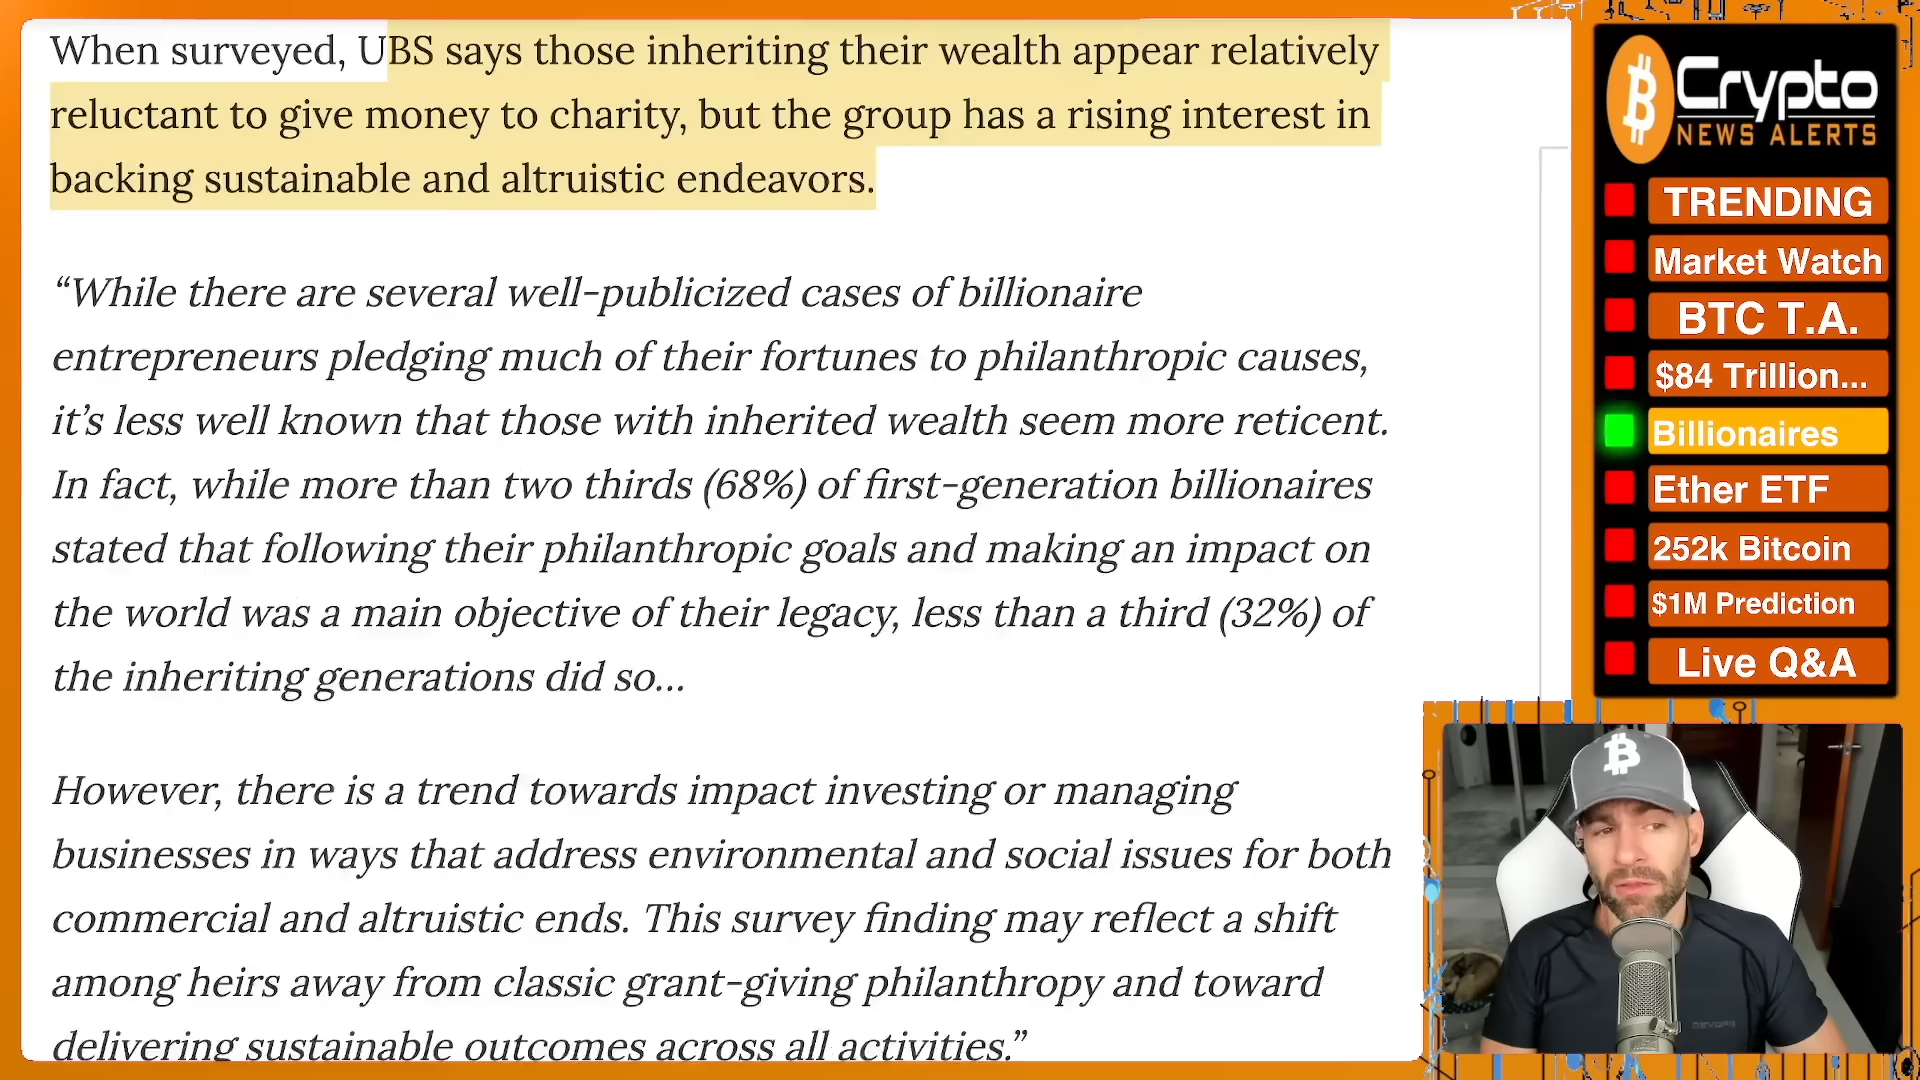 When surveyed, UBS says those inheriting their wealth appear relatively
reluctant to give money to charity, but the group has a rising interest in
backing sustainable and altruistic endeavors.
“While there are several well-publicized cases of billionaire
entrepreneurs pledging much of their fortunes to philanthropic causes,
it’s less well known that those with inherited wealth seem more reticent.
In fact, while more than two thirds (68%) of first-generation billionaires
stated that following their philanthropic goals and making an impact on
the world was a main objective of their legacy, less than a third (32%) of
the inheriting generations did so…
However, there is a trend towards impact investing or managing
businesses in ways that address environmental and social issues for both
commercial and altruistic ends. This survey finding may reflect a shift
among heirs away from classic grant-giving philanthropy and toward
delivering sustainable outcomes across all activities.”
Crypto
NEWS ALERTS
TRENDING
Market Watch
BTC T.A.
$84 Trillion...
Billionaires
Ether ETF
252k Bitcoin
$1M Prediction
Live Q&A